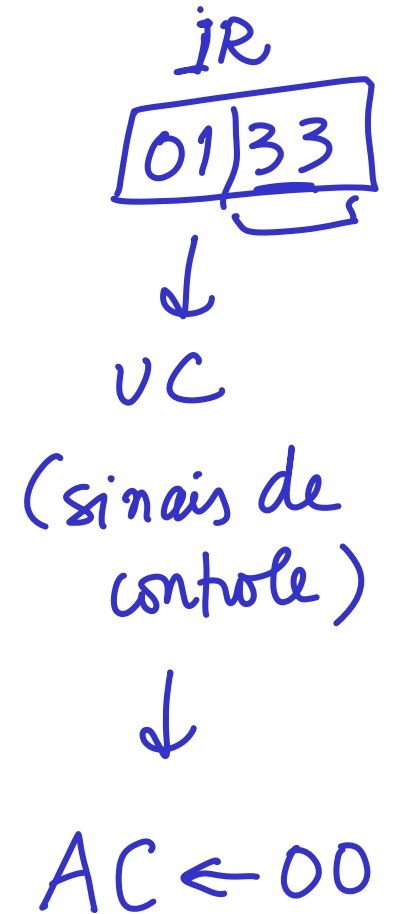 IR
01|33
UC
(sinais de
controle)
AC ← 00